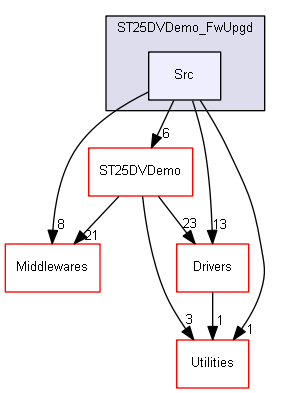 ST25DVDemo_FwUpgd
Src
6
ST25DVDemo
8
21
23
13
Middlewares
Drivers
3
1
1
Utilities